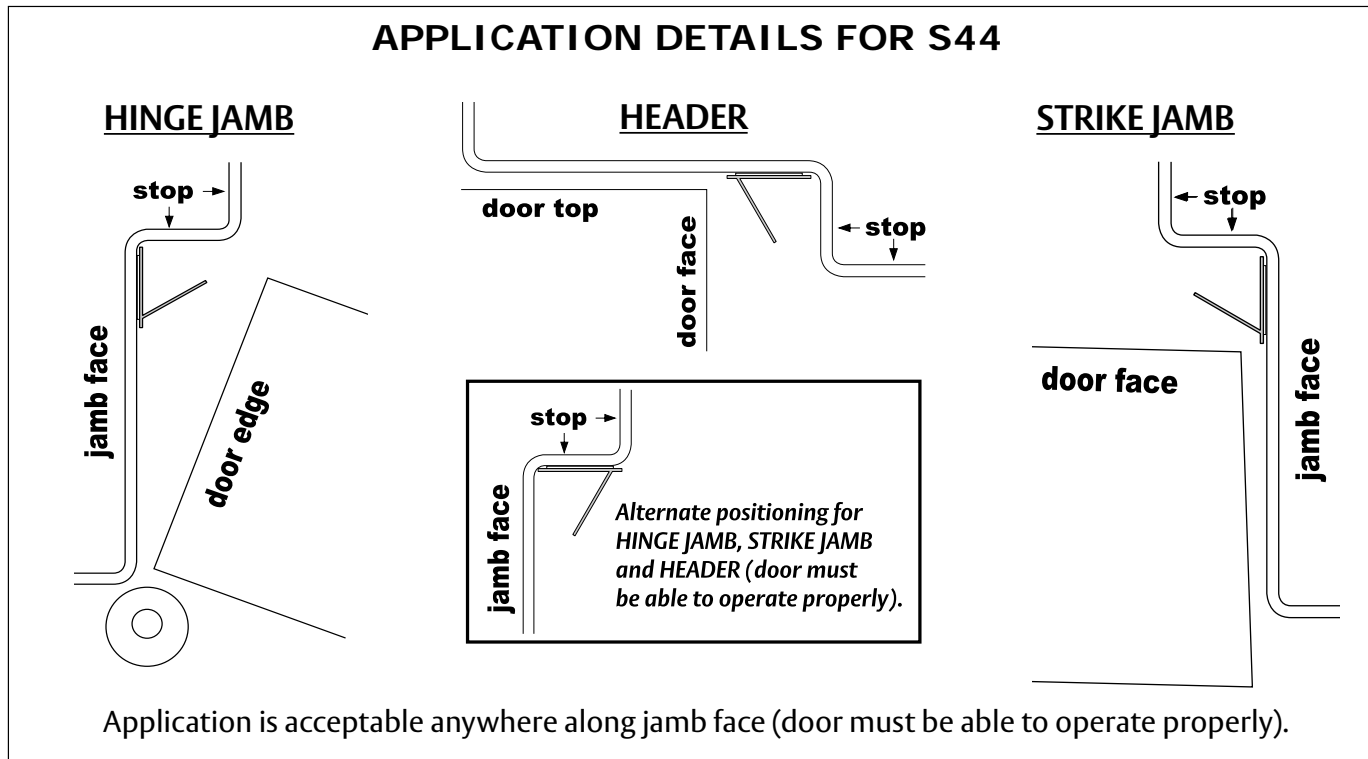 APPLICATION DETAILS FOR S44
HINGE JAMB
stop
jamb face
door edge
HEADER
door top
door face
stop
stop
jamb face
Alternate positioning for
HINGE JAMB, STRIKE JAMB
and HEADER (door must
be able to operate properly).
STRIKE JAMB
stop
door face
jamb face
Application is acceptable anywhere along jamb face (door must be able to operate properly).